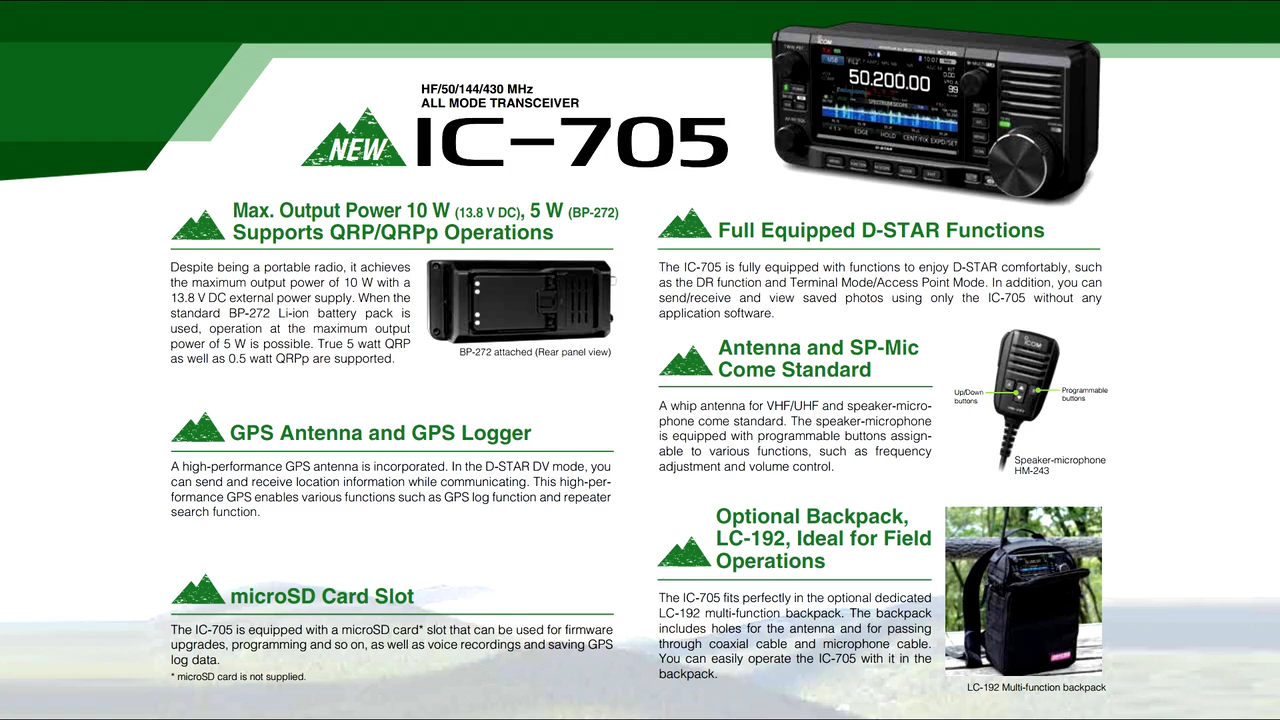 HF/50/144/430 MHz
ALL MODE TRANSCEIVER
NEW
IC-705
ICOM
IC-705
10:07
50.200.00
SPECTRUM SCOPE
EDGE HOLD CENT/FIX EXPD/SET
D-STAR
Max. Output Power 10 W (13.8 V DC), 5 W (BP-272)
Supports QRP/QRPp Operations
Despite being a portable radio, it achieves
the maximum output power of 10 W with a
13.8 V DC external power supply. When the
standard BP-272 Li-ion battery pack is
used, operation at the maximum output
power of 5 W is possible. True 5 watt QRP
as well as 0.5 watt QRPp are supported.
BP-272 attached (Rear panel view)
GPS Antenna and GPS Logger
A high-performance GPS antenna is incorporated. In the D-STAR DV mode, you
can send and receive location information while communicating. This high-per-
formance GPS enables various functions such as GPS log function and repeater
search function.
microSD Card Slot
The IC-705 is equipped with a microSD card* slot that can be used for firmware
upgrades, programming and so on, as well as voice recordings and saving GPS
log data.
* microSD card is not supplied.
Full Equipped D-STAR Functions
The IC-705 is fully equipped with functions to enjoy D-STAR comfortably, such
as the DR function and Terminal Mode/Access Point Mode. In addition, you can
send/receive and view saved photos using only the IC-705 without any
application software.
Antenna and SP-Mic
Come Standard
A whip antenna for VHF/UHF and speaker-micro-
phone come standard. The speaker-microphone
is equipped with programmable buttons assign-
able to various functions, such as frequency
adjustment and volume control.
ICOM
Up/Down
buttons
Programmable
buttons
Speaker-microphone
HM-243
Optional Backpack,
LC-192, Ideal for Field
Operations
The IC-705 fits perfectly in the optional dedicated
LC-192 multi-function backpack. The backpack
includes holes for the antenna and for passing
through coaxial cable and microphone cable.
You can easily operate the IC-705 with it in the
backpack.
LC-192 Multi-function backpack